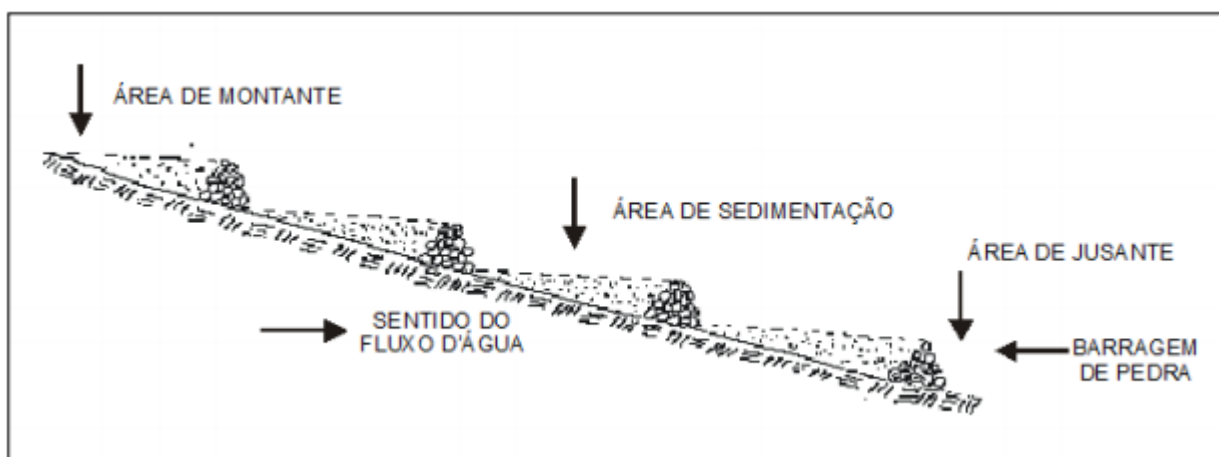 ÁREA DE MONTANTE
ÁREA DE SEDIMENTAÇÃO
ÁREA DE JUSANTE
SENTIDO DO
FLUXO D'ÁGUA
BARRAGEM
DE PEDRA